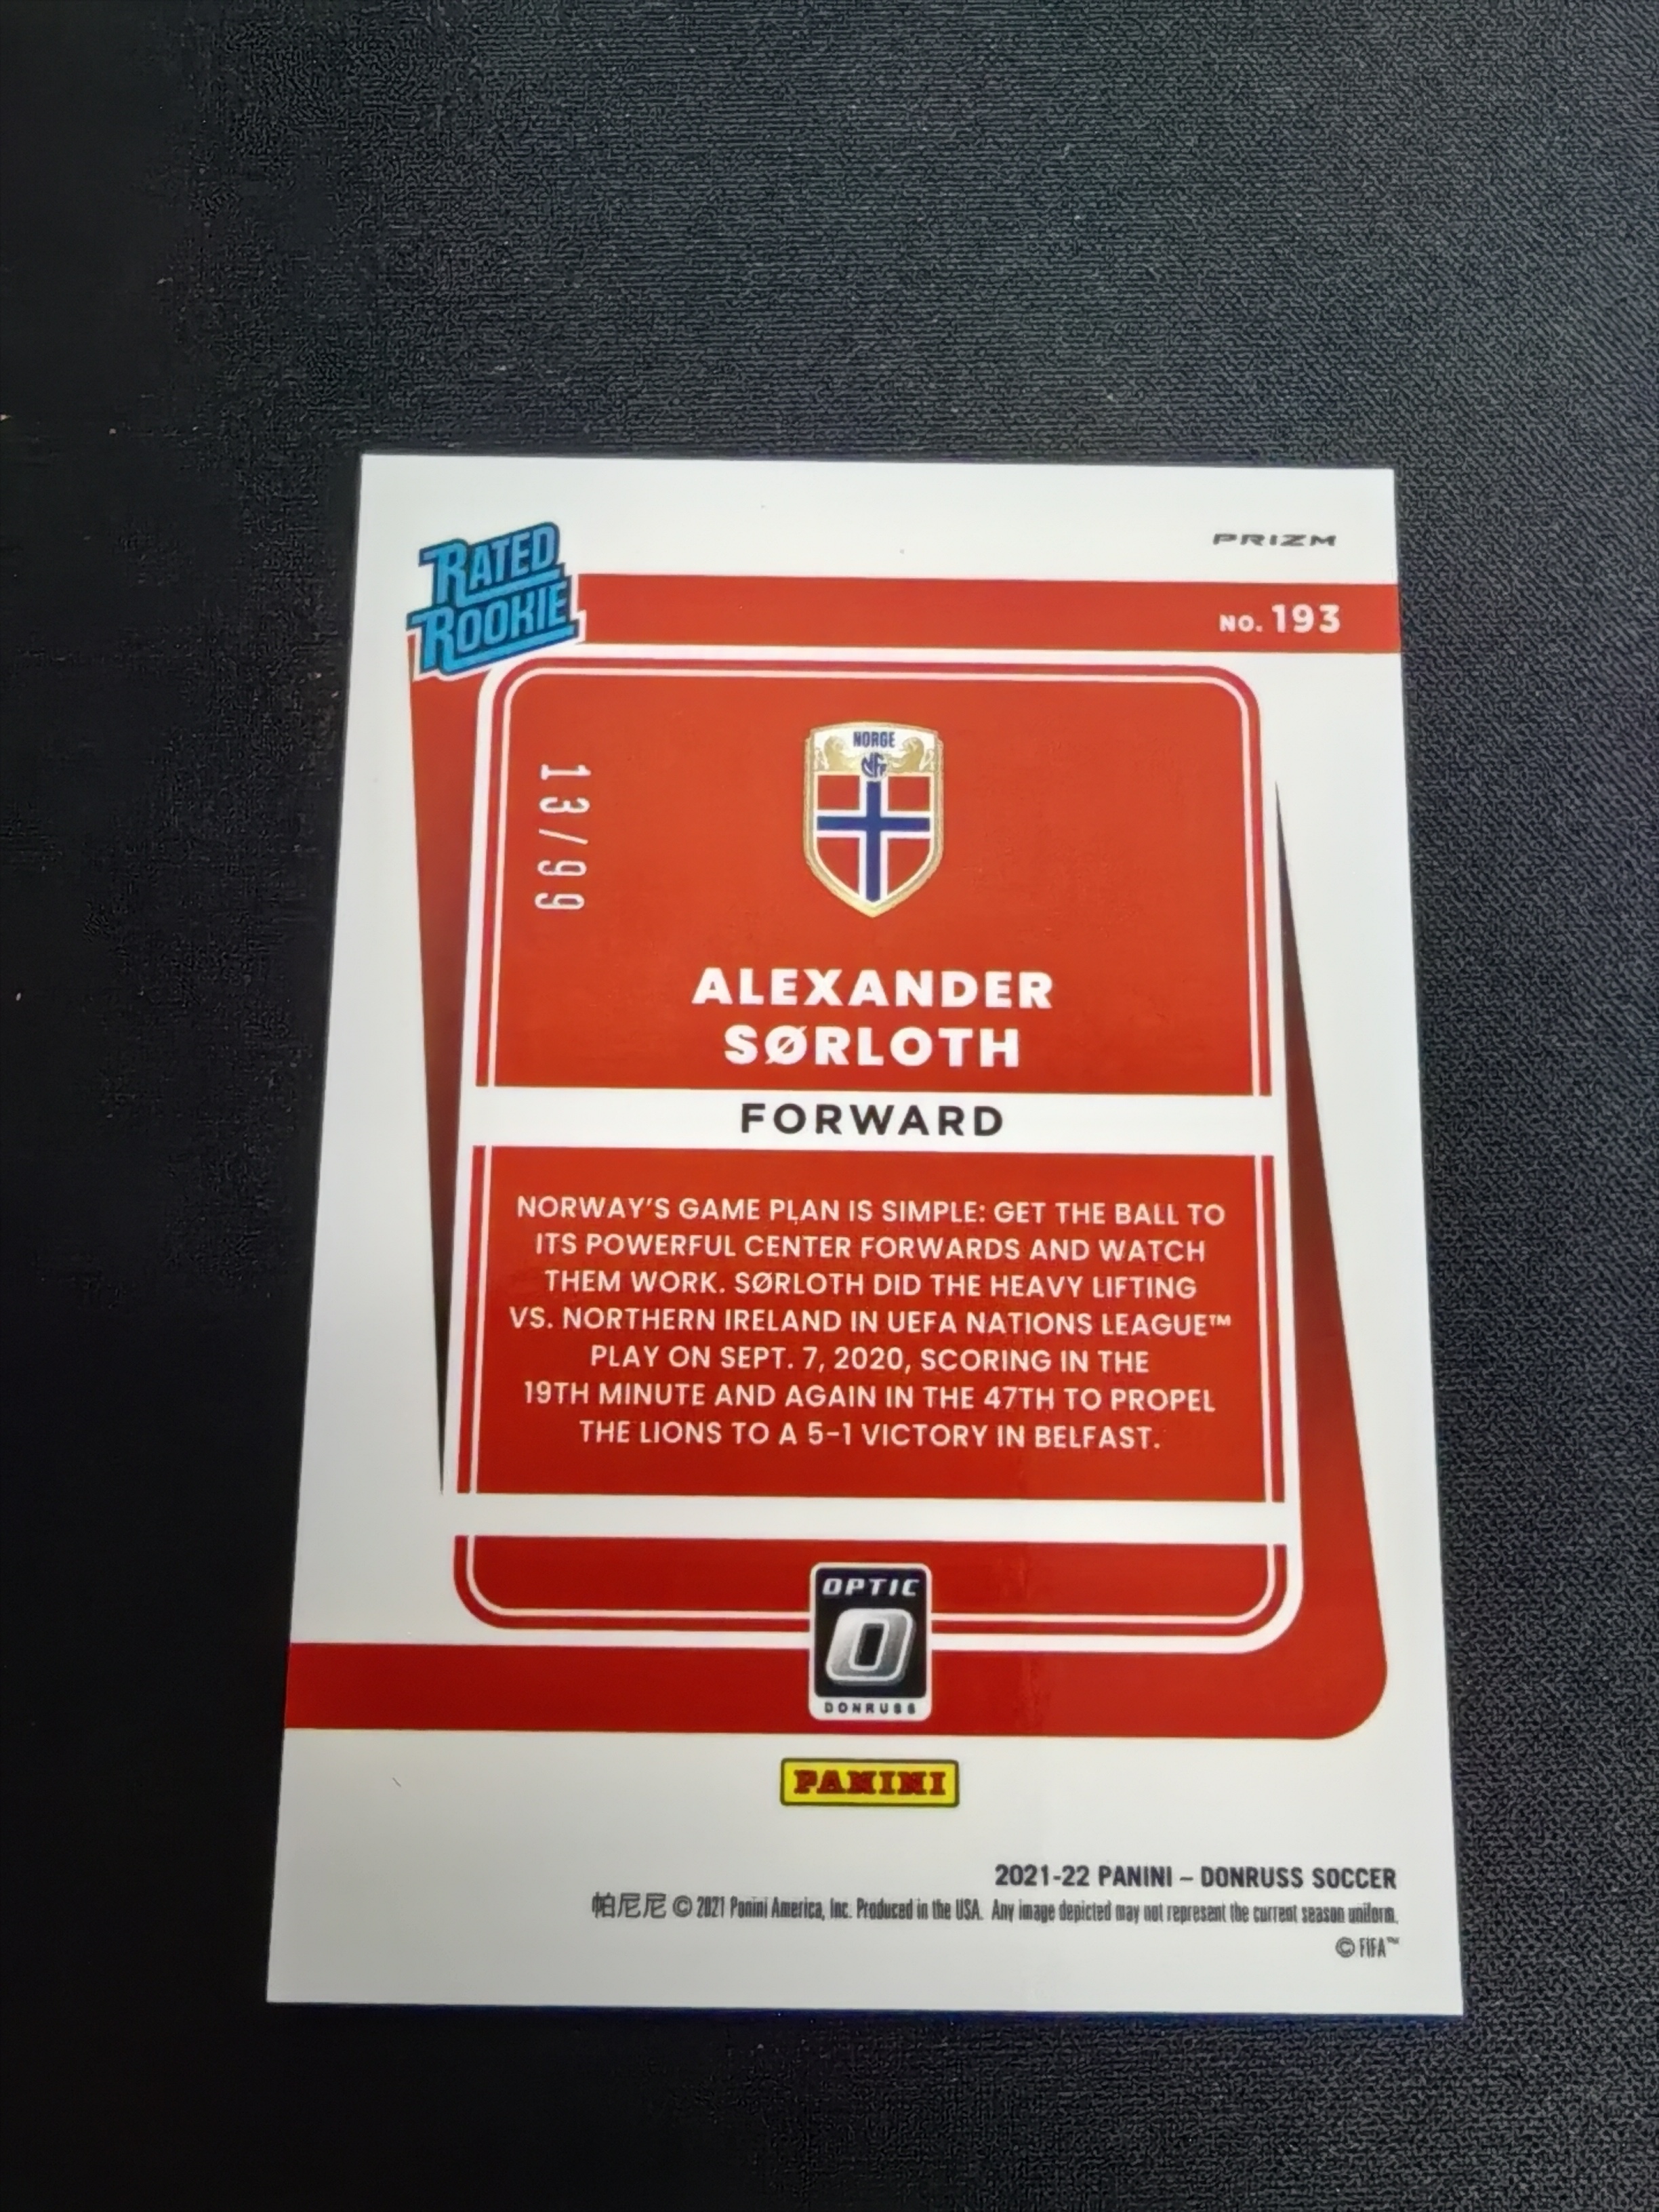 PRIZM
RATED
ROOKIE
NO. 193
NORGE
NFF
13/99
ALEXANDER
SØRLOTH
FORWARD
NORWAY'S GAME PLAN IS SIMPLE: GET THE BALL TO
ITS POWERFUL CENTER FORWARDS AND WATCH
THEM WORK. SØRLOTH DID THE HEAVY LIFTING
VS. NORTHERN IRELAND IN UEFA NATIONS LEAGUE™
PLAY ON SEPT. 7, 2020, SCORING IN THE
19TH MINUTE AND AGAIN IN THE 47TH TO PROPEL
THE LIONS TO A 5-1 VICTORY IN BELFAST.
OPTIC
O
DONRUSS
PANINI
2021-22 PANINI – DONRUSS SOCCER
帕尼尼 © 2021 Panini America, Inc. Produced in the USA. Any image depicted may not represent the current season uniform.
© FIFA™